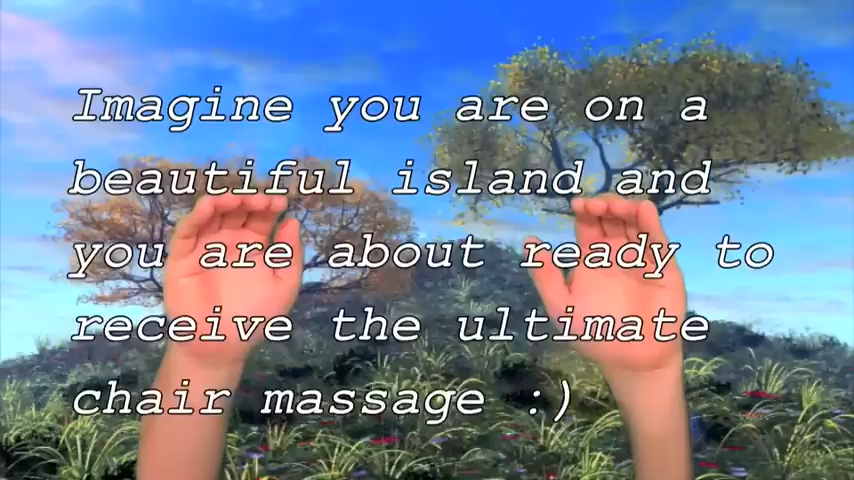 Imagine you are on a
beautiful island and
you are about ready to
receive the ultimate
chair massage :)